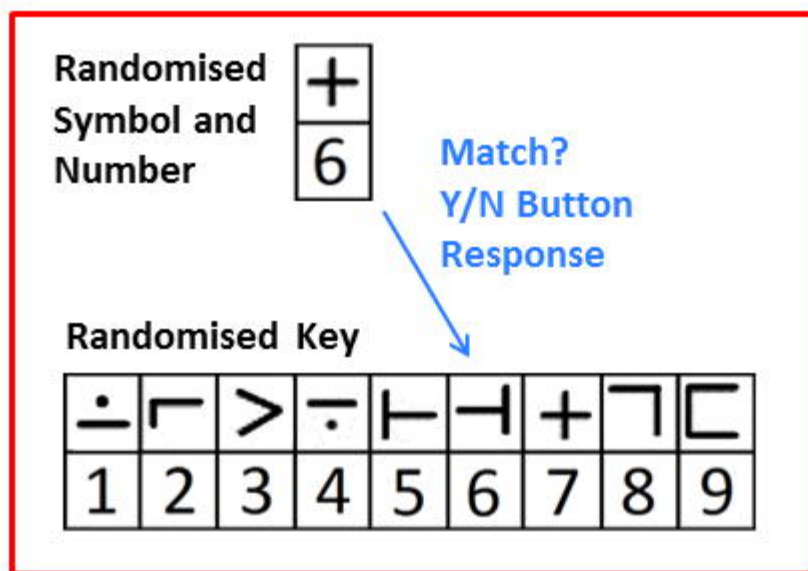 Randomised
Symbol and
Number
+
6
Match?
Y/N Button
Response
Randomised Key
∸ ⌜ > ⨪ ⊢ ⊣ + ⌝ ⊏
1 2 3 4 5 6 7 8 9